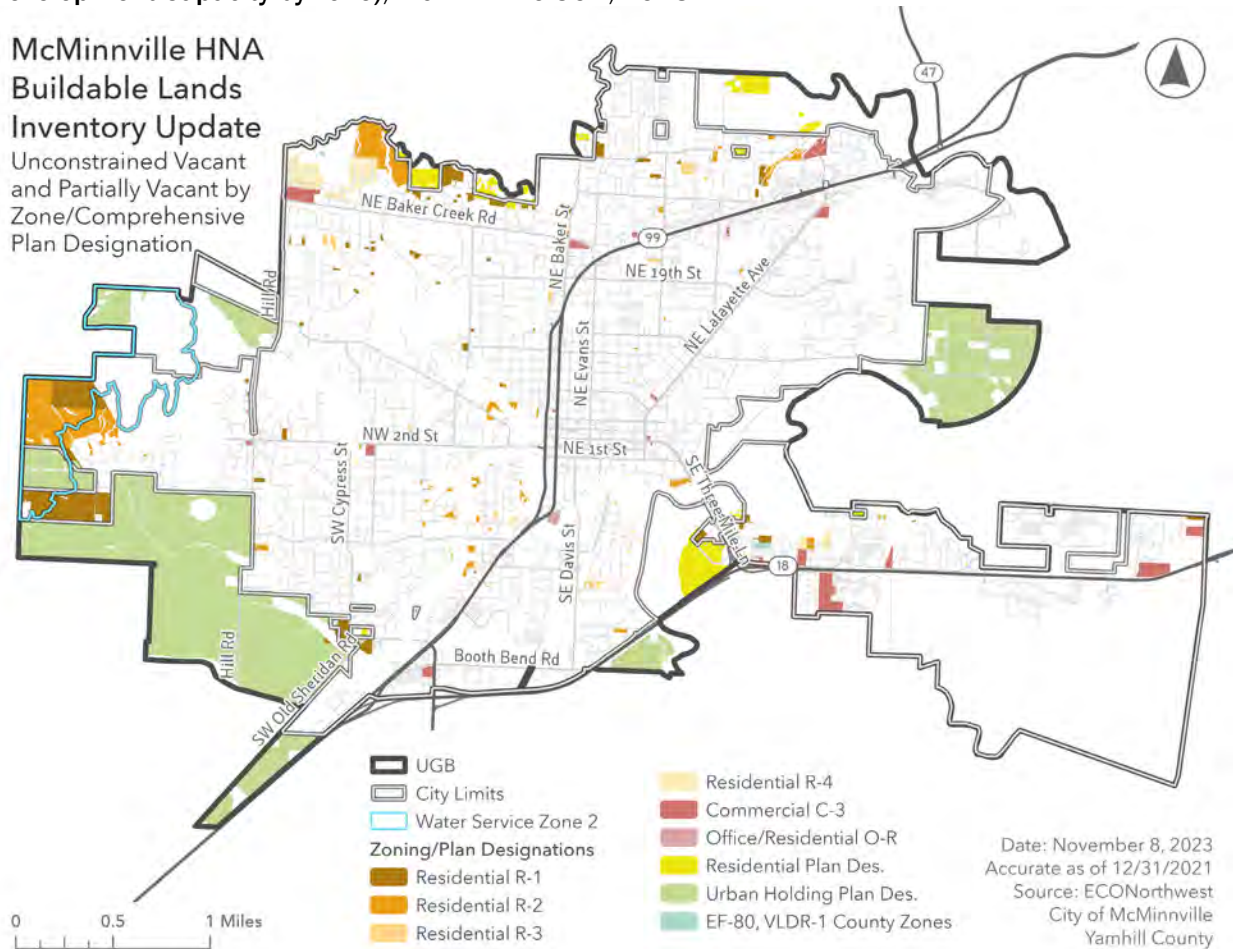 McMinnville HNA
Buildable Lands
Inventory Update
Unconstrained Vacant
and Partially Vacant by
Zone/Comprehensive
Plan Designation
47
NE Baker Creek Rd
NE Baker St
99
NE 19th St
NE Lafayette Ave
Hill Rd
NE Evans St
NW 2nd St
NE 1st St
SW Cypress St
SE Three Mile Ln
SE Davis St
18
Hill Rd
Booth Bend Rd
SW Old Sheridan Rd
UGB
City Limits
Water Service Zone 2
Zoning/Plan Designations
Residential R-1
Residential R-2
Residential R-3
Residential R-4
Commercial C-3
Office/Residential O-R
Residential Plan Des.
Urban Holding Plan Des.
EF-80, VLDR-1 County Zones
Date: November 8, 2023
Accurate as of 12/31/2021
Source: ECONorthwest
City of McMinnville
Yamhill County
0 0.5 1 Miles